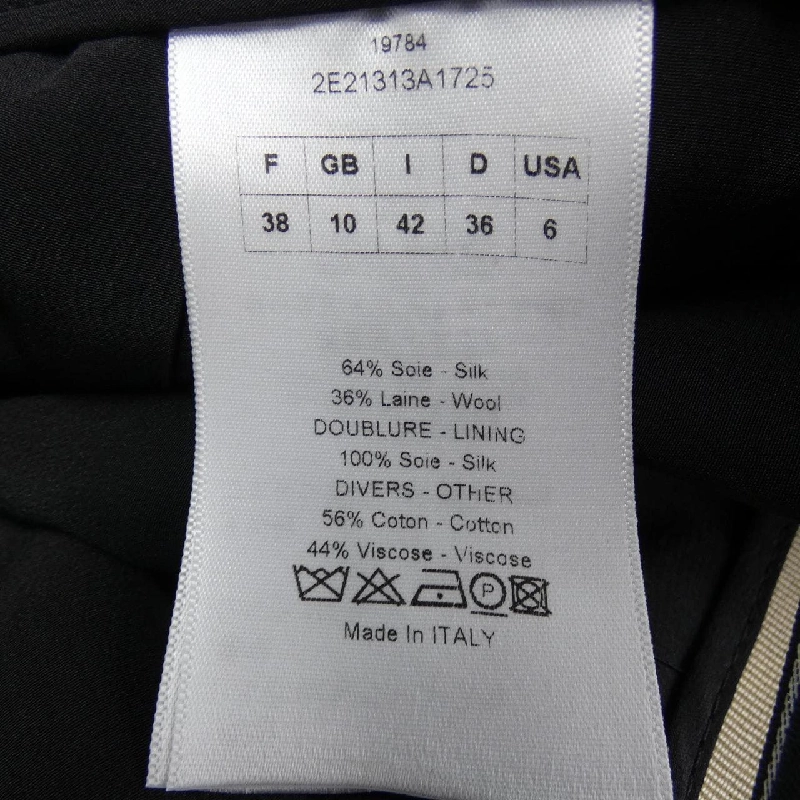 19784
2E21313A1725
F GB I D USA
38 10 42 36 6
64% Soie - Silk
36% Laine - Wool
DOUBLURE - LINING
100% Soie - Silk
DIVERS - OTHER
56% Coton - Cotton
44% Viscose - Viscose
P
Made In ITALY